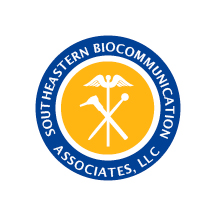 SOUTHEASTERN BIOCOMMUNICATION
ASSOCIATES, LLC